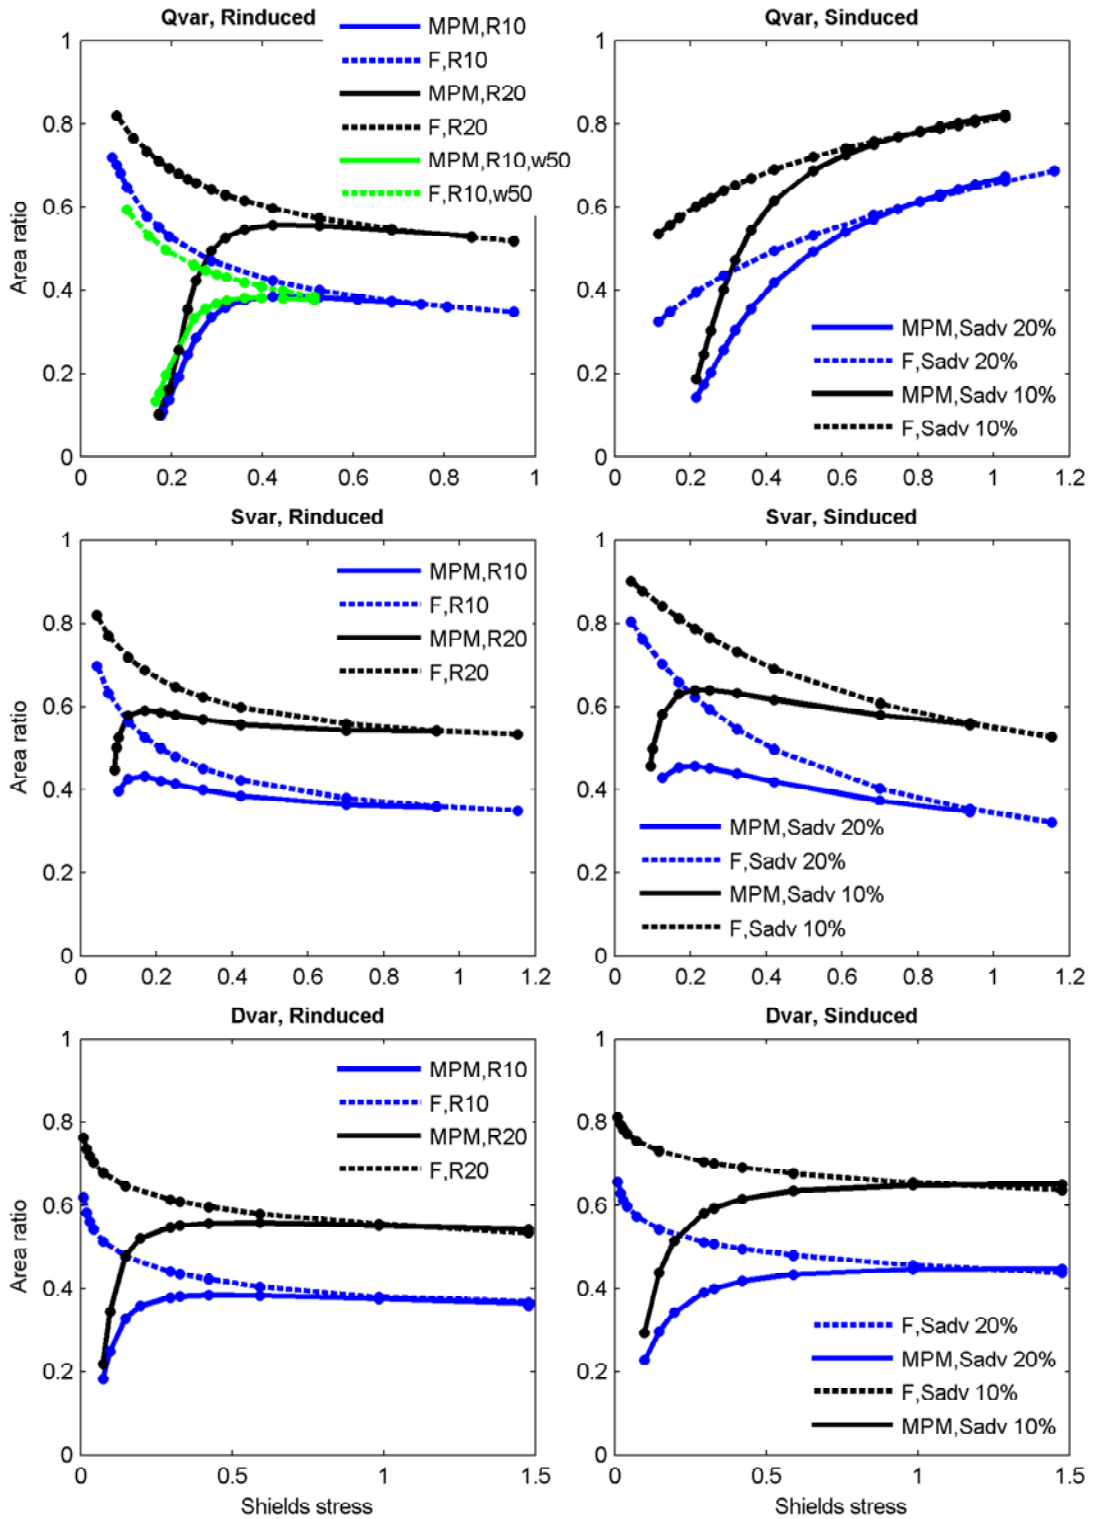 Qvar, Rinduced
MPM,R10
F,R10
MPM,R20
F,R20
MPM,R10,w50
F,R10,w50
1
0.8
0.6
0.4
0.2
0
Area ratio
0 0.2 0.4 0.6 0.8 1
Qvar, Sinduced
1
0.8
0.6
0.4
0.2
0
MPM,Sadv 20%
F,Sadv 20%
MPM,Sadv 10%
F,Sadv 10%
0 0.2 0.4 0.6 0.8 1 1.2
Svar, Rinduced
1
0.8
0.6
0.4
0.2
0
Area ratio
MPM,R10
F,R10
MPM,R20
F,R20
0 0.2 0.4 0.6 0.8 1 1.2
Svar, Sinduced
1
0.8
0.6
0.4
0.2
0
MPM,Sadv 20%
F,Sadv 20%
MPM,Sadv 10%
F,Sadv 10%
0 0.2 0.4 0.6 0.8 1 1.2
Dvar, Rinduced
1
0.8
0.6
0.4
0.2
0
Area ratio
MPM,R10
F,R10
MPM,R20
F,R20
0 0.5 1 1.5
Shields stress
Dvar, Sinduced
1
0.8
0.6
0.4
0.2
0
F,Sadv 20%
MPM,Sadv 20%
F,Sadv 10%
MPM,Sadv 10%
0 0.5 1 1.5
Shields stress